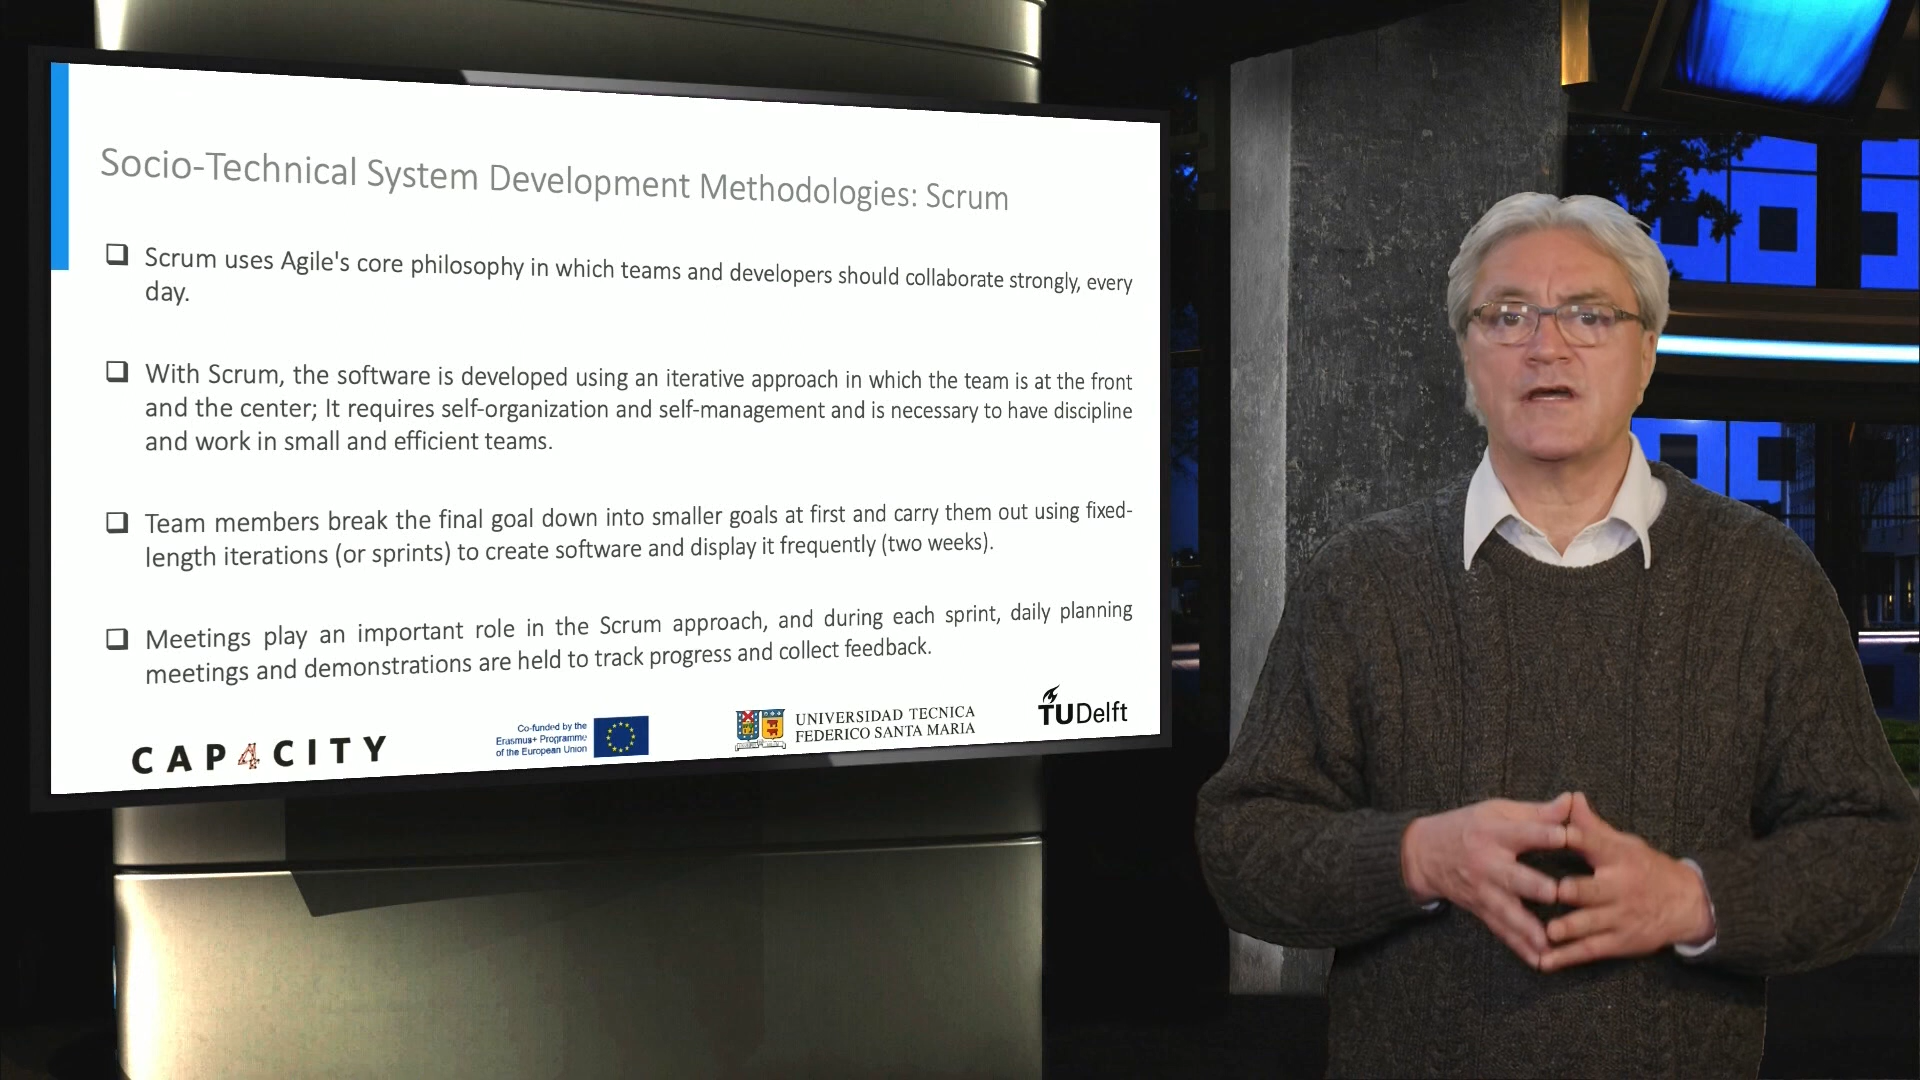 Socio-Technical System Development Methodologies: Scrum
Scrum uses Agile's core philosophy in which teams and developers should collaborate strongly, every
day.
With Scrum, the software is developed using an iterative approach in which the team is at the front
and the center; It requires self-organization and self-management and is necessary to have discipline
and work in small and efficient teams.
Team members break the final goal down into smaller goals at first and carry them out using fixed-
length iterations (or sprints) to create software and display it frequently (two weeks).
Meetings play an important role in the Scrum approach, and during each sprint, daily planning
meetings and demonstrations are held to track progress and collect feedback.
CAP4CITY
Co-funded by the
Erasmus+ Programme
of the European Union
UNIVERSIDAD TECNICA
FEDERICO SANTA MARIA
TUDelft